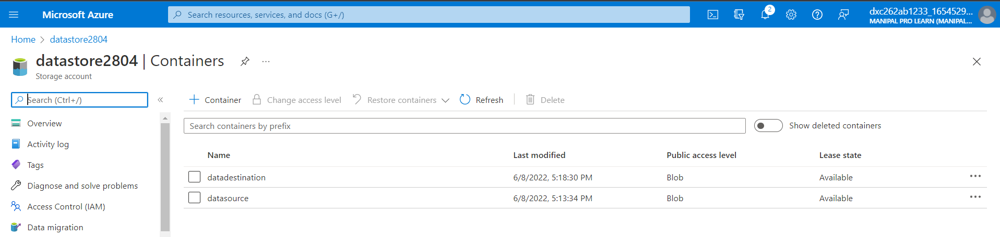 Microsoft Azure
Search resources, services, and docs (G+/)
2
dxc262ab1233_1654529...
MANIPAL PRO LEARN (MANIPAL...
Home > datastore2804
datastore2804 | Containers
Storage account
Search (Ctrl+/)
Container Change access level Restore containers Refresh Delete
Overview
Activity log
Tags
Diagnose and solve problems
Access Control (IAM)
Data migration
Search containers by prefix Show deleted containers
Name Last modified Public access level Lease state
datadestination 6/8/2022, 5:18:30 PM Blob Available
datasource 6/8/2022, 5:13:34 PM Blob Available